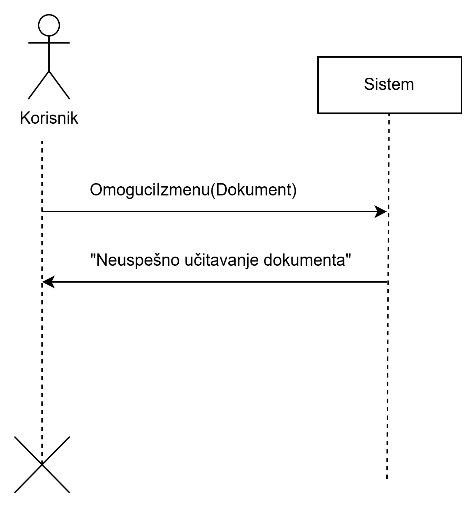 Korisnik
Sistem
OmoguciIzmenu(Dokument)
"Neuspešno učitavanje dokumenta"